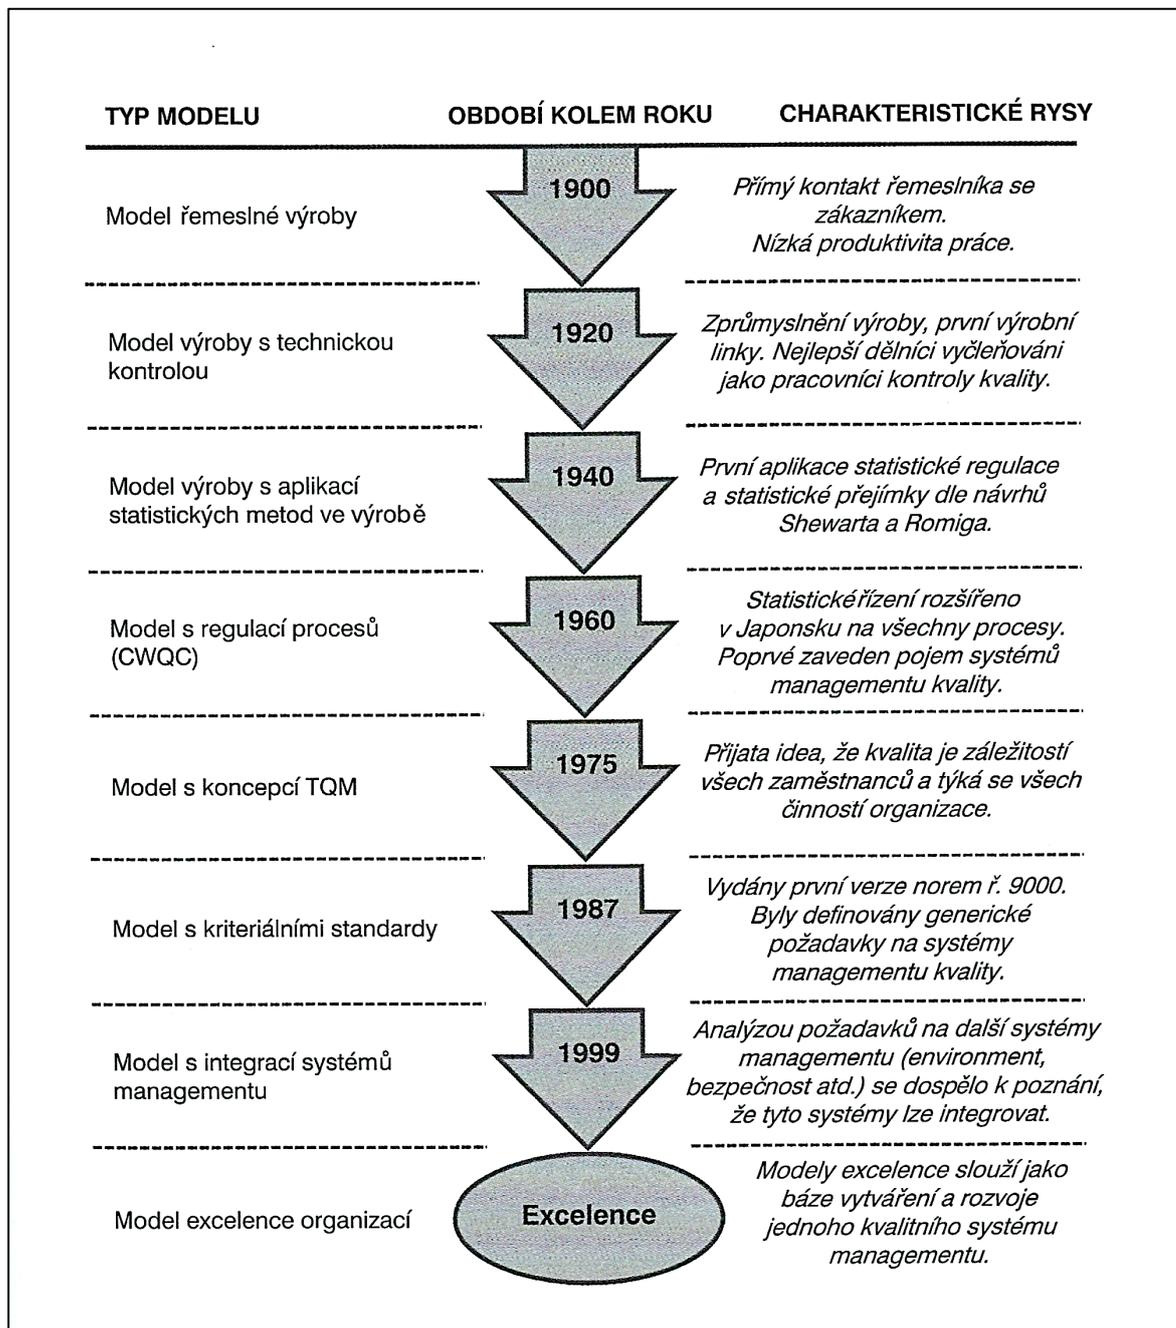 TYP MODELU
OBDOBÍ KOLEM ROKU
CHARAKTERISTICKÉ RYSY
Model řemeslné výroby
1900
Přímý kontakt řemeslníka se
zákazníkem.
Nízká produktivita práce.
Model výroby s technickou
kontrolou
1920
Zprůmyslnění výroby, první výrobní
linky. Nejlepší dělníci vyčleňováni
jako pracovníci kontroly kvality.
Model výroby s aplikací
statistických metod ve výrobě
1940
První aplikace statistické regulace
a statistické přejímky dle návrhů
Shewarta a Romiga.
Model s regulací procesů
(CWQC)
1960
Statistické řízení rozšířeno
v Japonsku na všechny procesy.
Poprvé zaveden pojem systémů
managementu kvality.
Model s koncepcí TQM
1975
Přijata idea, že kvalita je záležitostí
všech zaměstnanců a týká se všech
činností organizace.
Model s kriteriálními standardy
1987
Vydány první verze norem ř. 9000.
Byly definovány generické
požadavky na systémy
managementu kvality.
Model s integrací systémů
managementu
1999
Analýzou požadavků na další systémy
managementu (environment,
bezpečnost atd.) se dospělo k poznání,
že tyto systémy lze integrovat.
Model excelence organizací
Excelence
Modely excelence slouží jako
báze vytváření a rozvoje
jednoho kvalitního systému
managementu.